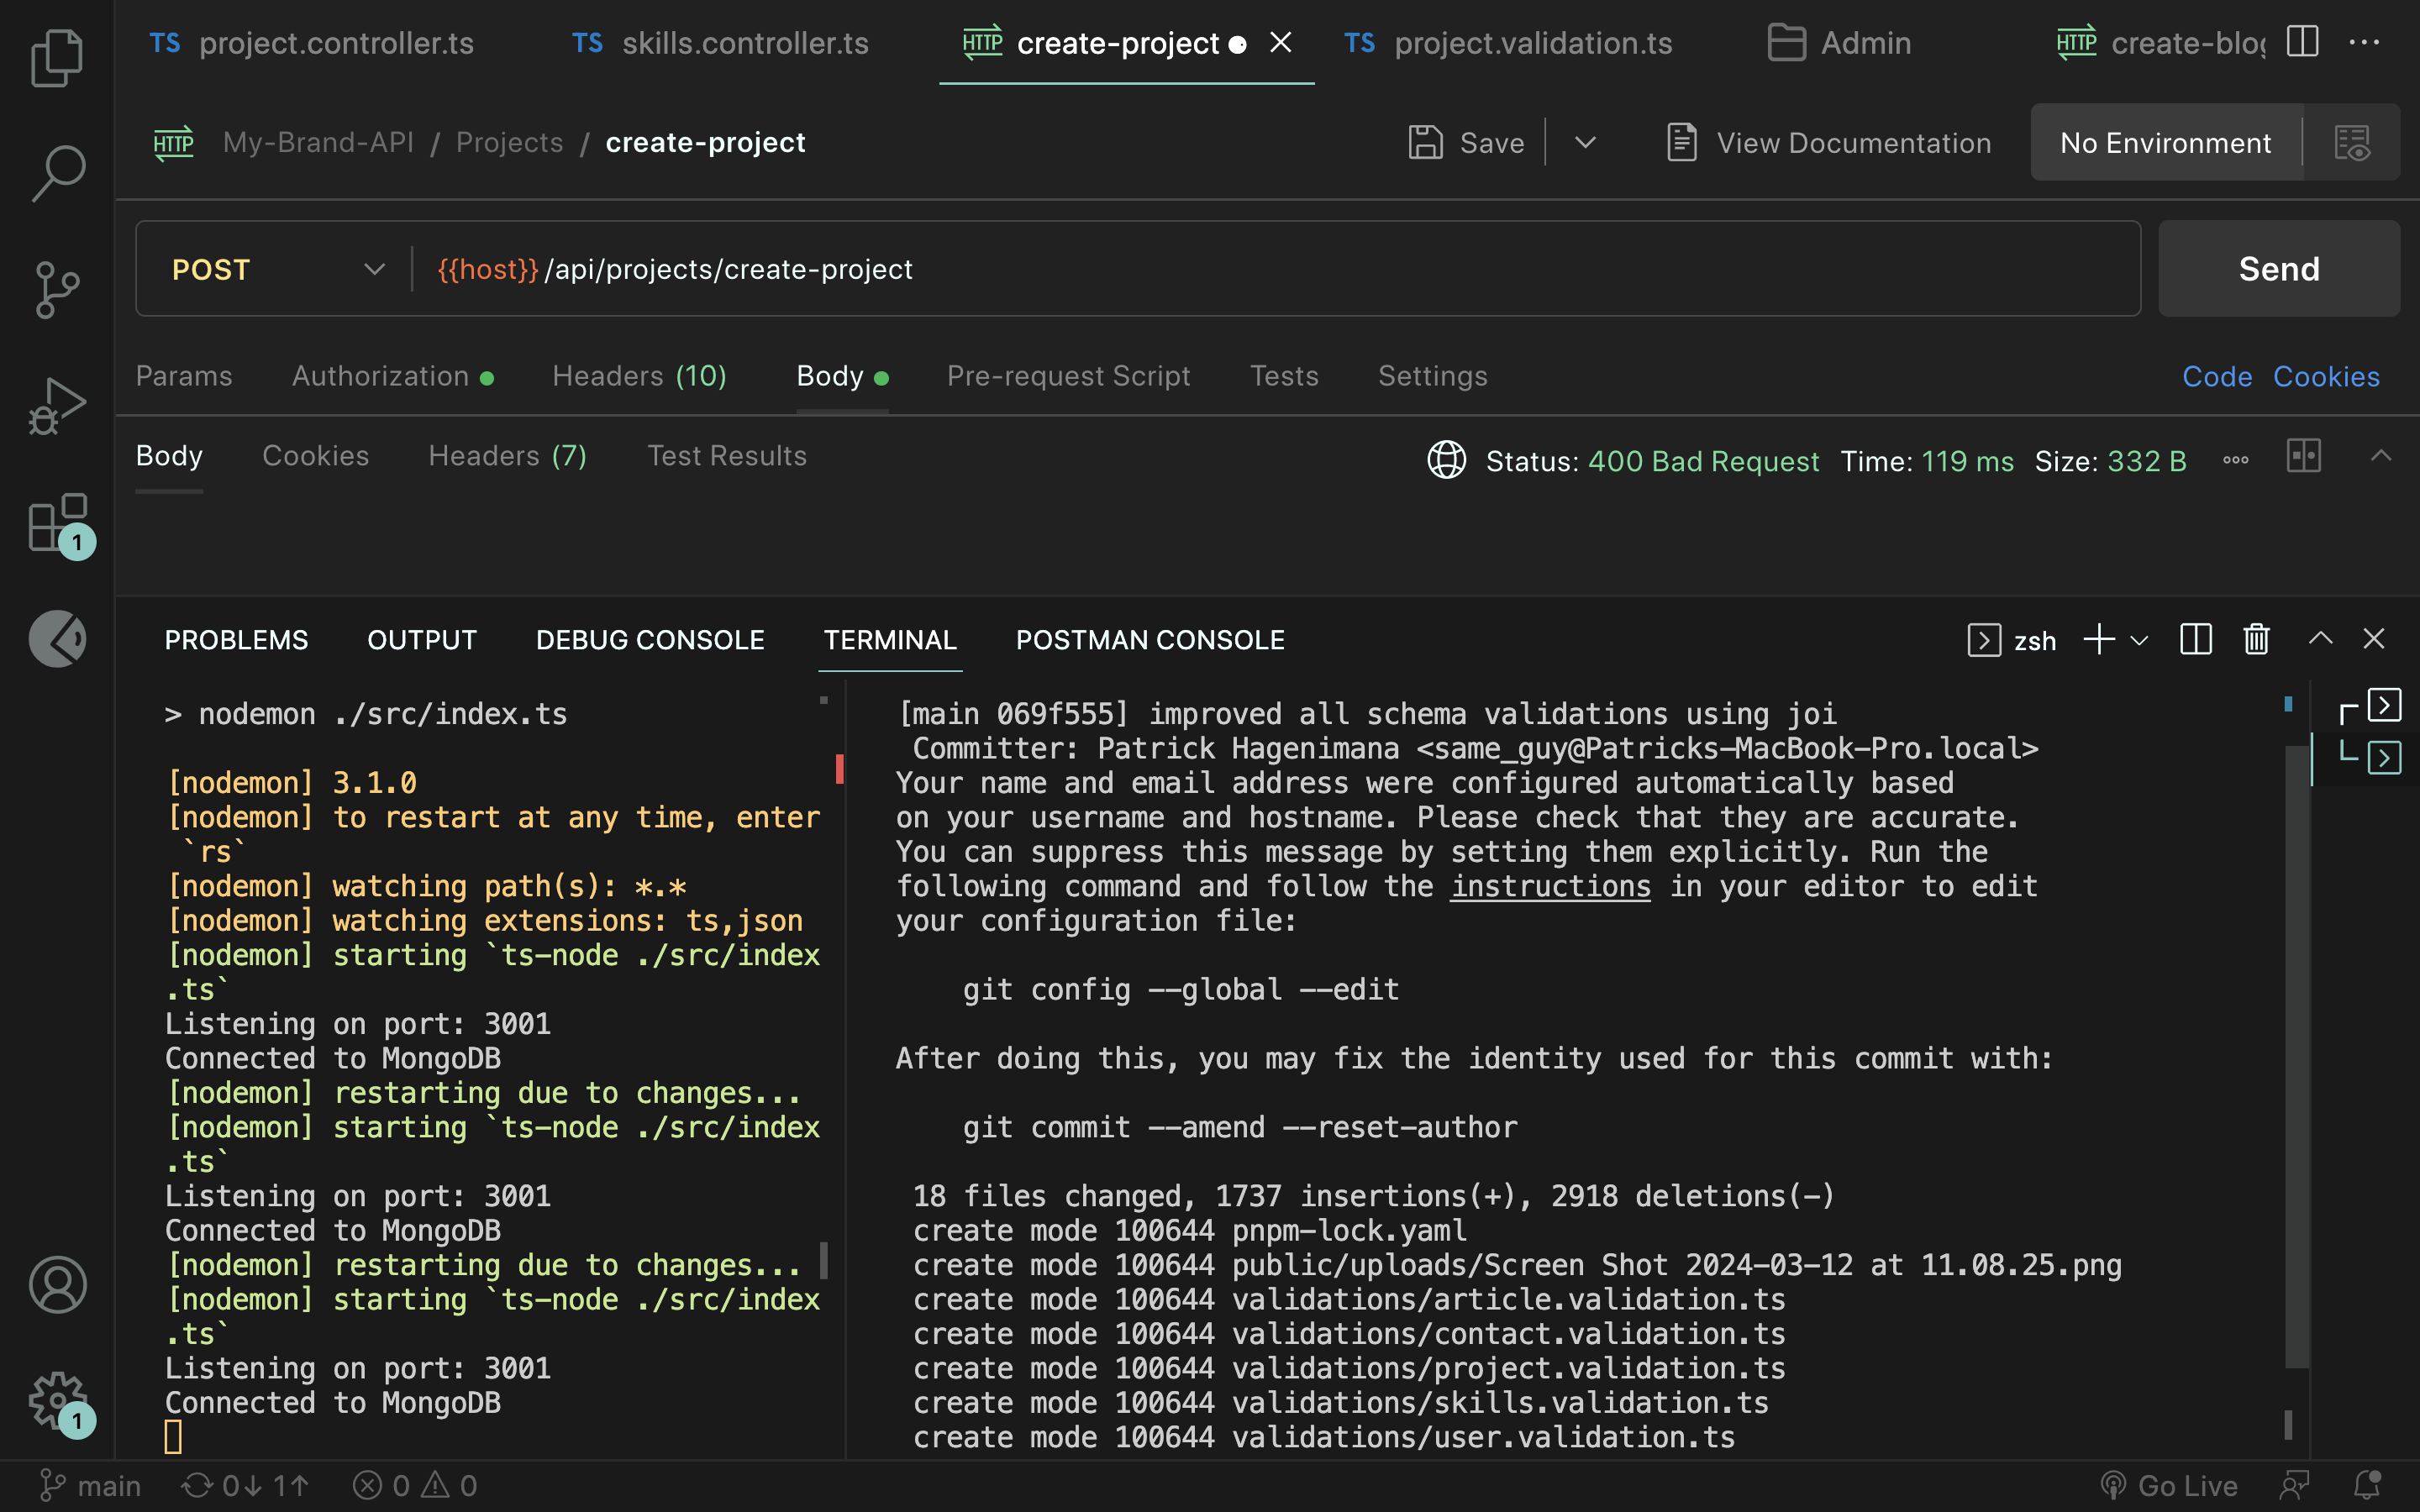 TS project.controller.ts TS skills.controller.ts HTTP create-project TS project.validation.ts Admin HTTP create-blog
HTTP My-Brand-API / Projects / create-project Save View Documentation No Environment
POST {{host}}/api/projects/create-project Send
Params Authorization Headers (10) Body Pre-request Script Tests Settings Code Cookies
Body Cookies Headers (7) Test Results Status: 400 Bad Request Time: 119 ms Size: 332 B
1
PROBLEMS OUTPUT DEBUG CONSOLE TERMINAL POSTMAN CONSOLE zsh
> nodemon ./src/index.ts
[nodemon] 3.1.0
[nodemon] to restart at any time, enter
`rs`
[nodemon] watching path(s): *.*
[nodemon] watching extensions: ts,json
[nodemon] starting `ts-node ./src/index
.ts`
Listening on port: 3001
Connected to MongoDB
[nodemon] restarting due to changes...
[nodemon] starting `ts-node ./src/index
.ts`
Listening on port: 3001
Connected to MongoDB
[nodemon] restarting due to changes...
[nodemon] starting `ts-node ./src/index
.ts`
Listening on port: 3001
Connected to MongoDB
[main 069f555] improved all schema validations using joi
Committer: Patrick Hagenimana <same_guy@Patricks-MacBook-Pro.local>
Your name and email address were configured automatically based
on your username and hostname. Please check that they are accurate.
You can suppress this message by setting them explicitly. Run the
following command and follow the instructions in your editor to edit
your configuration file:
git config --global --edit
After doing this, you may fix the identity used for this commit with:
git commit --amend --reset-author
18 files changed, 1737 insertions(+), 2918 deletions(-)
create mode 100644 pnpm-lock.yaml
create mode 100644 public/uploads/Screen Shot 2024-03-12 at 11.08.25.png
create mode 100644 validations/article.validation.ts
create mode 100644 validations/contact.validation.ts
create mode 100644 validations/project.validation.ts
create mode 100644 validations/skills.validation.ts
create mode 100644 validations/user.validation.ts
1
main 0↓ 1↑ 0 0 Go Live